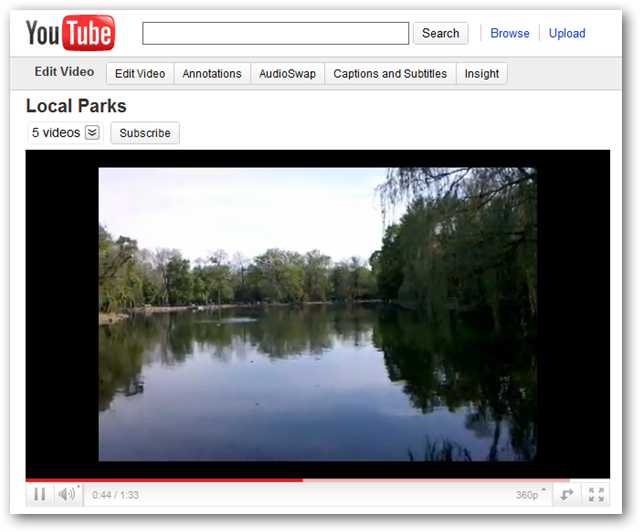 YouTube Search Browse Upload
Edit Video Edit Video Annotations AudioSwap Captions and Subtitles Insight
Local Parks
5 videos Subscribe
0:44 / 1:33 360p